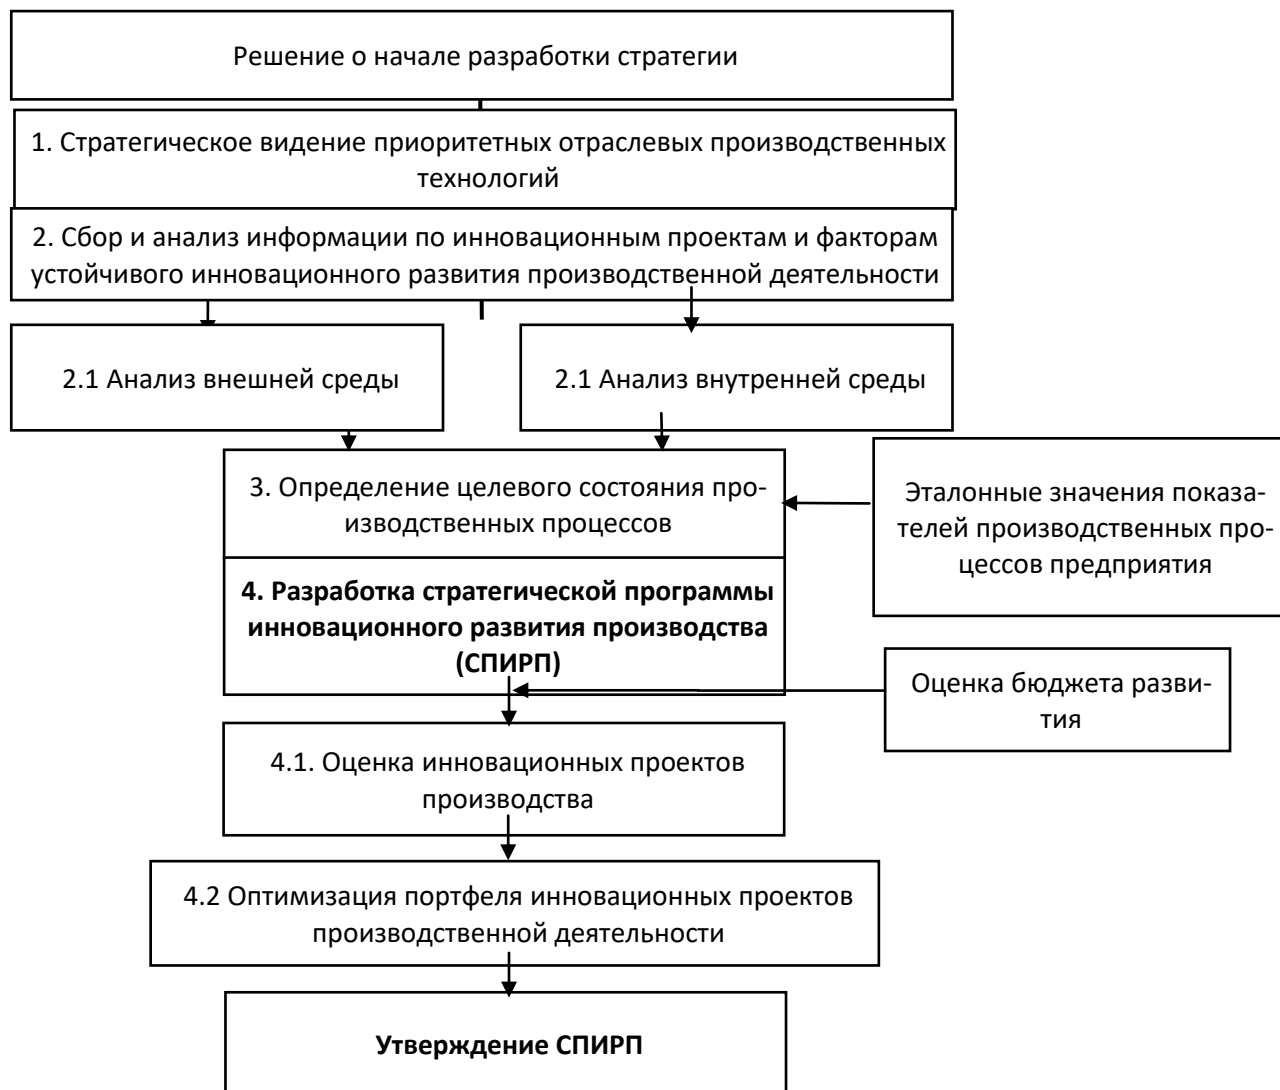 Решение о начале разработки стратегии
1. Стратегическое видение приоритетных отраслевых производственных
технологий
2. Сбор и анализ информации по инновационным проектам и факторам
устойчивого инновационного развития производственной деятельности
2.1 Анализ внешней среды
2.1 Анализ внутренней среды
3. Определение целевого состояния про-
изводственных процессов
Эталонные значения показа-
телей производственных про-
цессов предприятия
4. Разработка стратегической программы
инновационного развития производства
(СПИРП)
Оценка бюджета разви-
тия
4.1. Оценка инновационных проектов
производства
4.2 Оптимизация портфеля инновационных проектов
производственной деятельности
Утверждение СПИРП